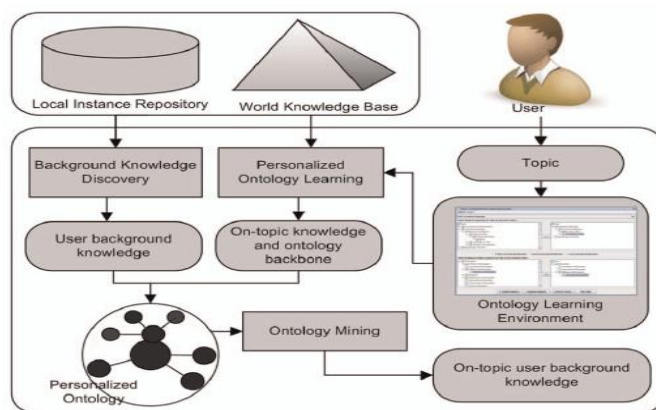 Local Instance Repository
World Knowledge Base
User
Background Knowledge
Discovery
Personalized
Ontology Learning
Topic
User background
knowledge
On-topic knowledge
and ontology
backbone
Ontology Learning
Environment
Ontology Mining
Personalized
Ontology
On-topic user background
knowledge